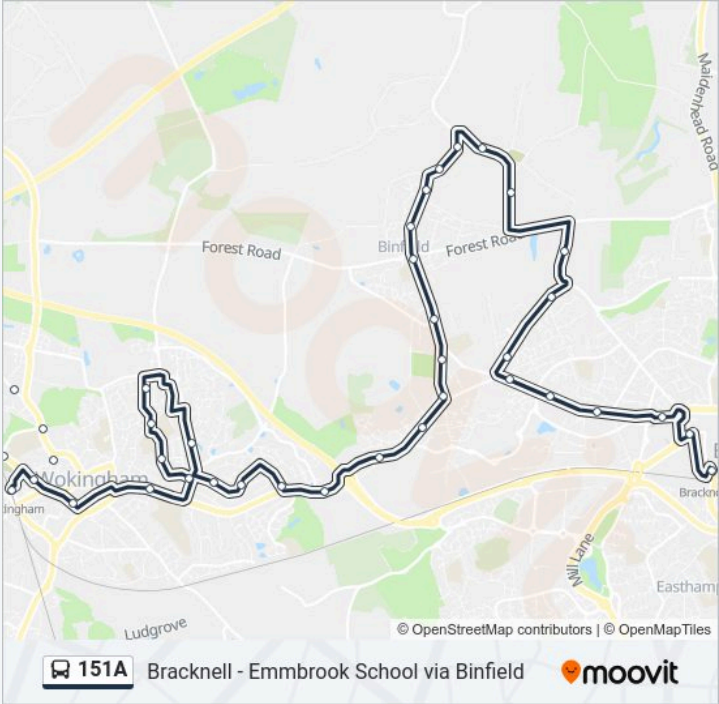 Maidenhead Road
Forest Road
Binfield
Forest Road
Wokingham
ingham
Brackne
Mill Lane
Easthamp
Ludgrove
© OpenStreetMap contributors | © OpenMapTiles
151A
Bracknell - Emmbrook School via Binfield
moovit